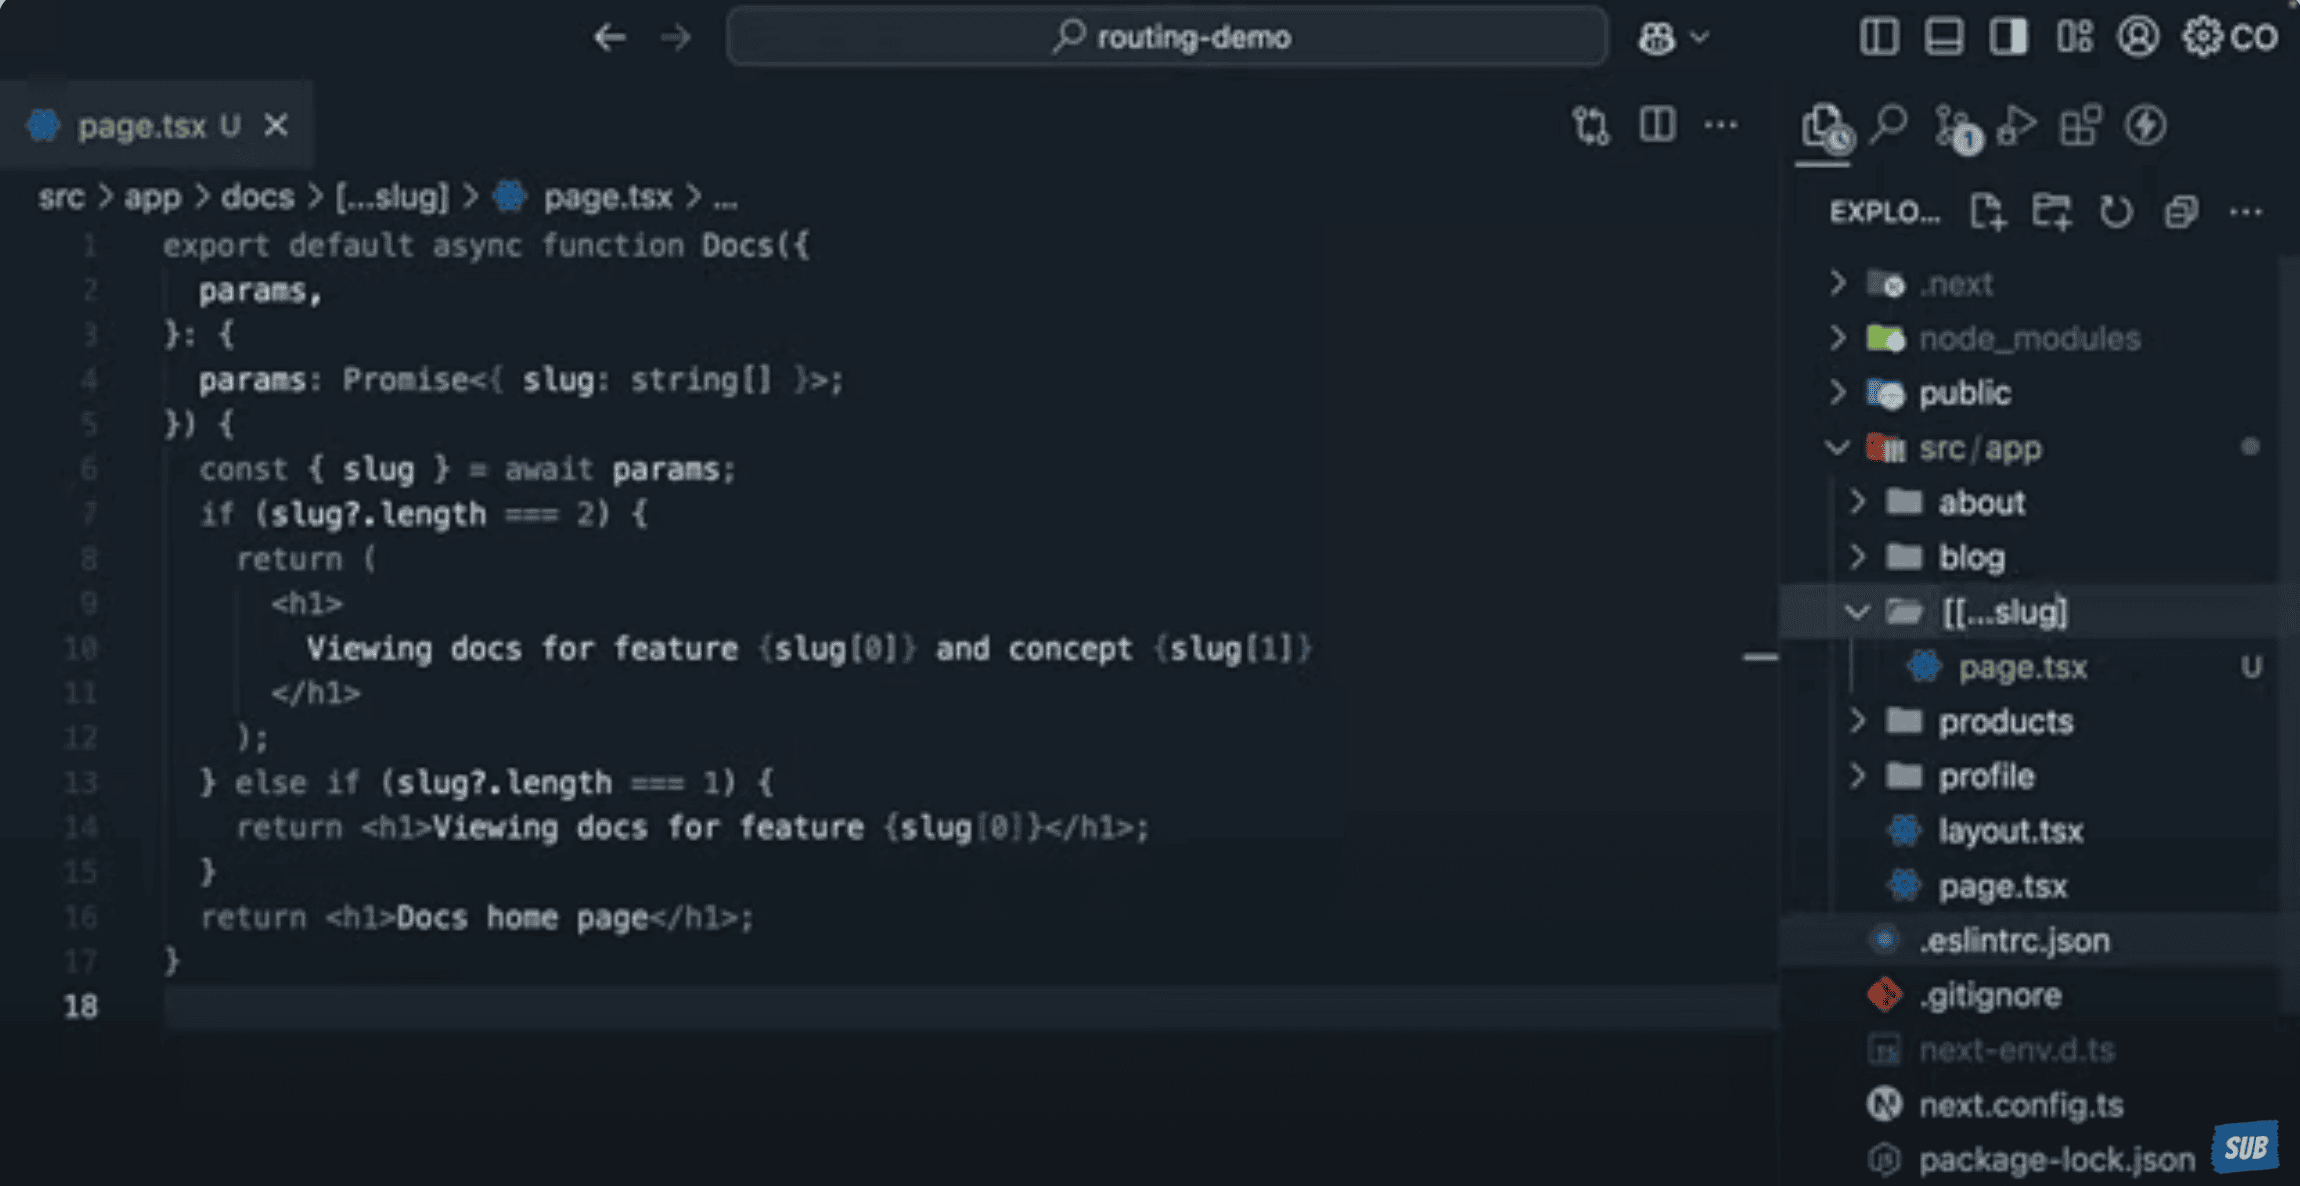 routing-demo
CO
page.tsx U
src > app > docs > [...slug] > page.tsx > ...
1 export default async function Docs({
2 params,
3 }: {
4 params: Promise<{ slug: string[] }>;
5 }) {
6 const { slug } = await params;
7 if (slug?.length === 2) {
8 return (
9 <h1>
10 Viewing docs for feature {slug[0]} and concept {slug[1]}
11 </h1>
12 );
13 } else if (slug?.length === 1) {
14 return <h1>Viewing docs for feature {slug[0]}</h1>;
15 }
16 return <h1>Docs home page</h1>;
17 }
18
1
EXPLO...
.next
node_modules
public
src/app
about
blog
[[...slug]
page.tsx U
products
profile
layout.tsx
page.tsx
.eslintrc.json
.gitignore
TS next-env.d.ts
N next.config.ts
JS package-lock.json
SUB